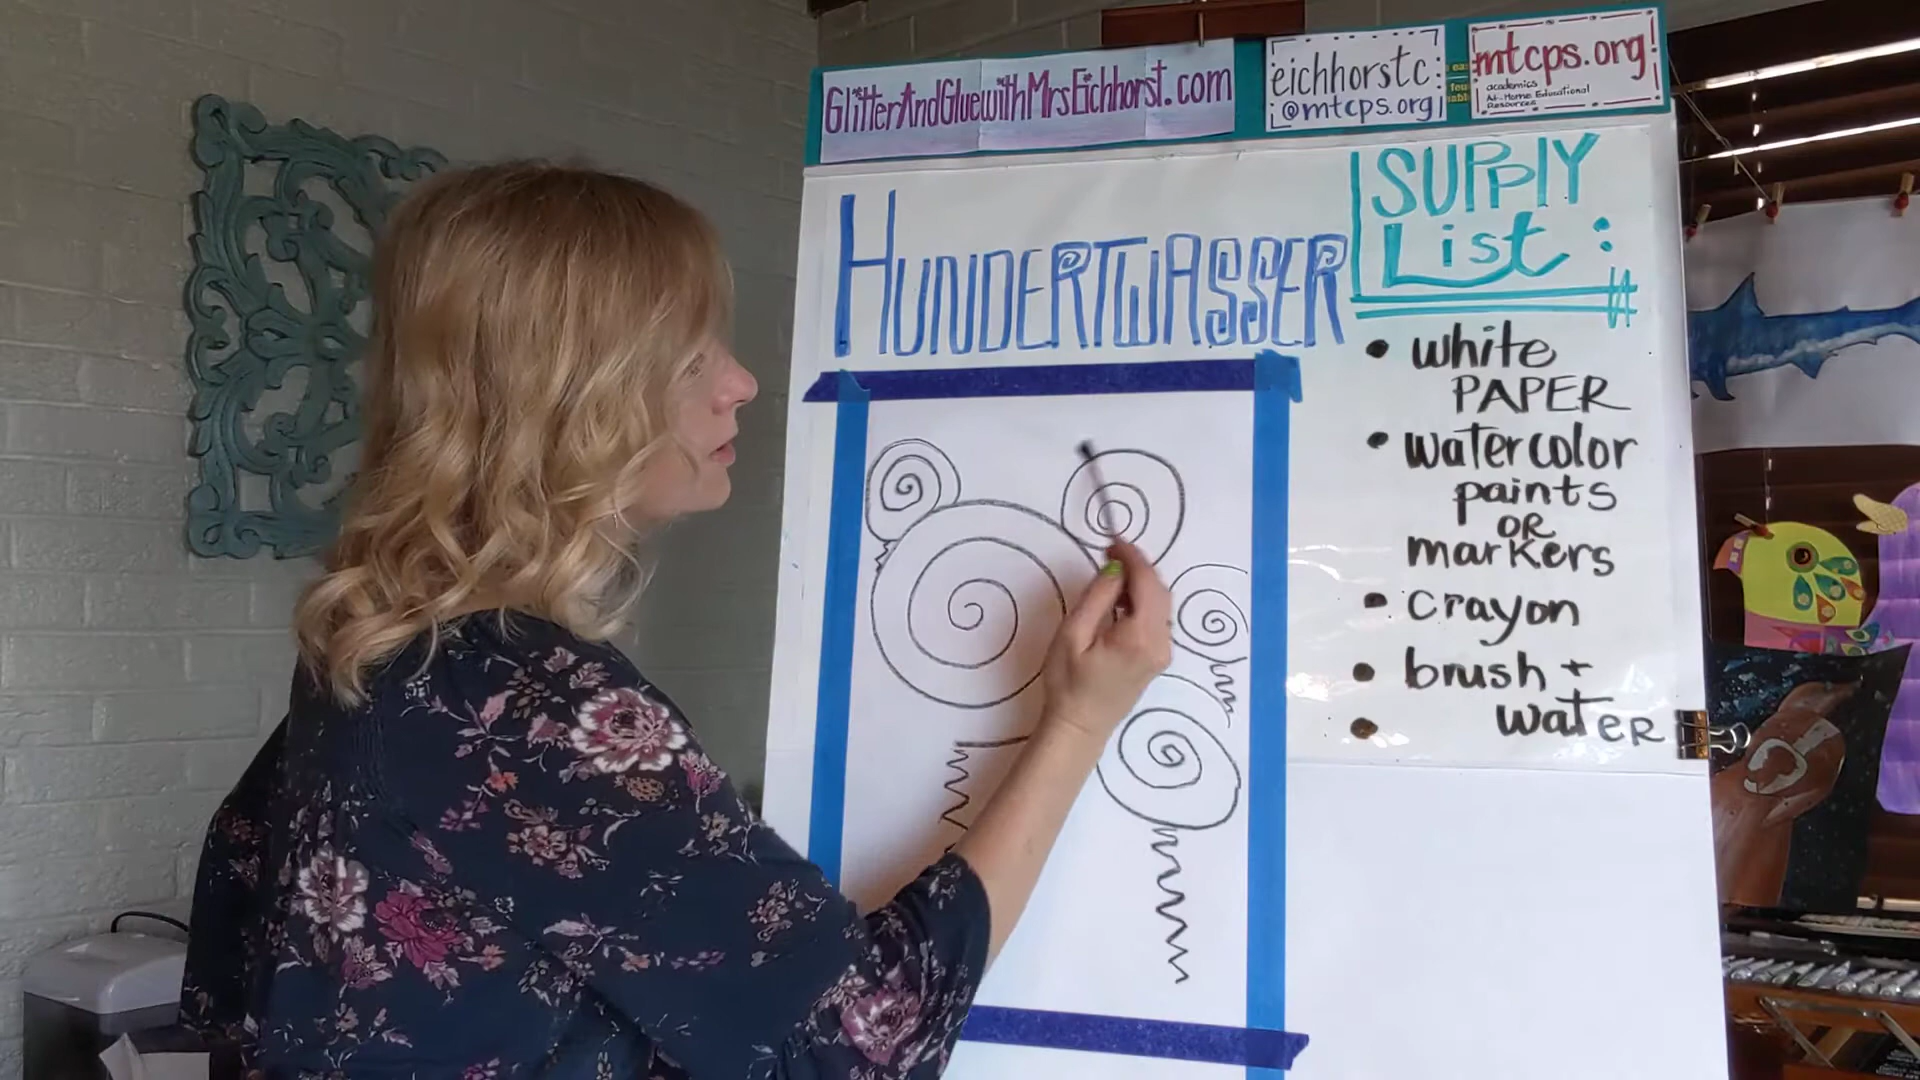 GlitterAndGluewithMrsEichhorst.com
eichhorstc
@mtcps.org
mtcps.org
academics
At-Home Educational
Resources
HUNDERTWASSER
SUPPLY
List:
• white
PAPER
• watercolor
paints
OR
markers
• crayon
• brush +
• waTER